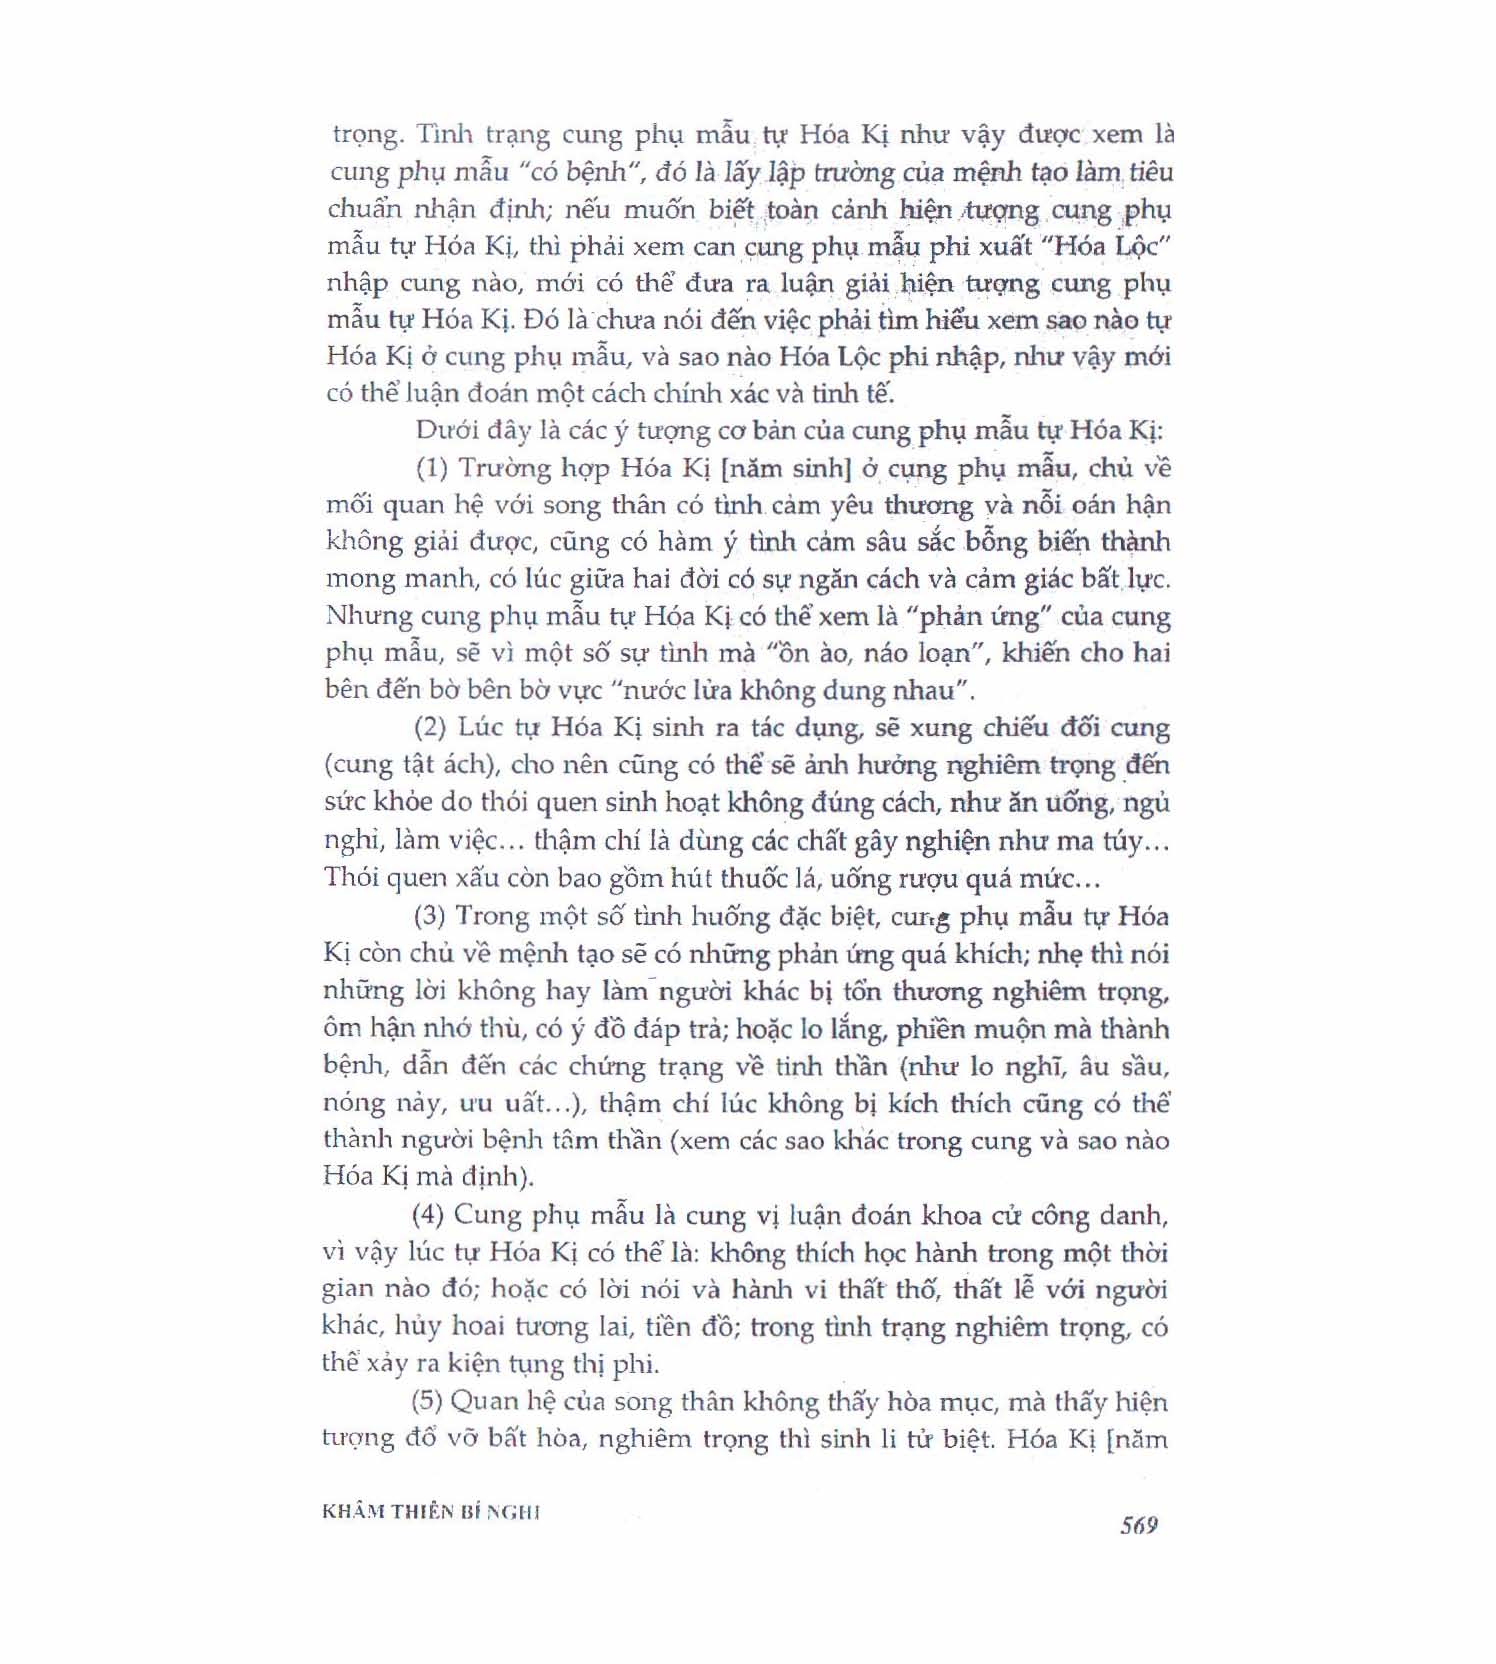 trọng. Tình trạng cung phụ mẫu tự Hóa Kị như vậy được xem là
cung phụ mẫu "có bệnh", đó là lấy lập trường của mệnh tạo làm tiêu
chuẩn nhận định; nếu muốn biết toàn cảnh hiện tượng cung phụ
mẫu tự Hóa Kị, thì phải xem can cung phụ mẫu phi xuất "Hóa Lộc"
nhập cung nào, mới có thể đưa ra luận giải hiện tượng cung phụ
mẫu tự Hóa Kị. Đó là chưa nói đến việc phải tìm hiểu xem sao nào tự
Hóa Kị ở cung phụ mẫu, và sao nào Hóa Lộc phi nhập, như vậy mới
có thể luận đoán một cách chính xác và tinh tế.
Dưới đây là các ý tượng cơ bản của cung phụ mẫu tự Hóa Kị:
(1) Trường hợp Hóa Kị [năm sinh] ở cung phụ mẫu, chủ về
mối quan hệ với song thân có tình cảm yêu thương và nỗi oán hận
không giải được, cũng có hàm ý tình cảm sâu sắc bỗng biến thành
mong manh, có lúc giữa hai đời có sự ngăn cách và cảm giác bất lực.
Nhưng cung phụ mẫu tự Hóa Kị có thể xem là "phản ứng" của cung
phụ mẫu, sẽ vì một số sự tình mà "ồn ào, náo loạn", khiến cho hai
bên đến bờ bên bờ vực "nước lửa không dung nhau".
(2) Lúc tự Hóa Kị sinh ra tác dụng, sẽ xung chiếu đối cung
(cung tật ách), cho nên cũng có thể sẽ ảnh hưởng nghiêm trọng đến
sức khỏe do thói quen sinh hoạt không đúng cách, như ăn uống, ngủ
nghỉ, làm việc... thậm chí là dùng các chất gây nghiện như ma túy...
Thói quen xấu còn bao gồm hút thuốc lá, uống rượu quá mức...
(3) Trong một số tình huống đặc biệt, cung phụ mẫu tự Hóa
Kị còn chủ về mệnh tạo sẽ có những phản ứng quá khích; nhẹ thì nói
những lời không hay làm người khác bị tổn thương nghiêm trọng,
ôm hận nhớ thù, có ý đồ đáp trả; hoặc lo lắng, phiền muộn mà thành
bệnh, dẫn đến các chứng trạng về tinh thần (như lo nghĩ, âu sầu,
nóng nảy, ưu uất...), thậm chí lúc không bị kích thích cũng có thể
thành người bệnh tâm thần (xem các sao khác trong cung và sao nào
Hóa Kị mà định).
(4) Cung phụ mẫu là cung vị luận đoán khoa cử công danh,
vì vậy lúc tự Hóa Kị có thể là: không thích học hành trong một thời
gian nào đó; hoặc có lời nói và hành vi thất thố, thất lễ với người
khác, hủy hoai tương lai, tiền đồ; trong tình trạng nghiêm trọng, có
thể xảy ra kiện tụng thị phi.
(5) Quan hệ của song thân không thấy hòa mục, mà thấy hiện
tượng đổ vỡ bất hòa, nghiêm trọng thì sinh li tử biệt. Hóa Kị [năm
KHÂM THIÊN BÍ NGHI
569